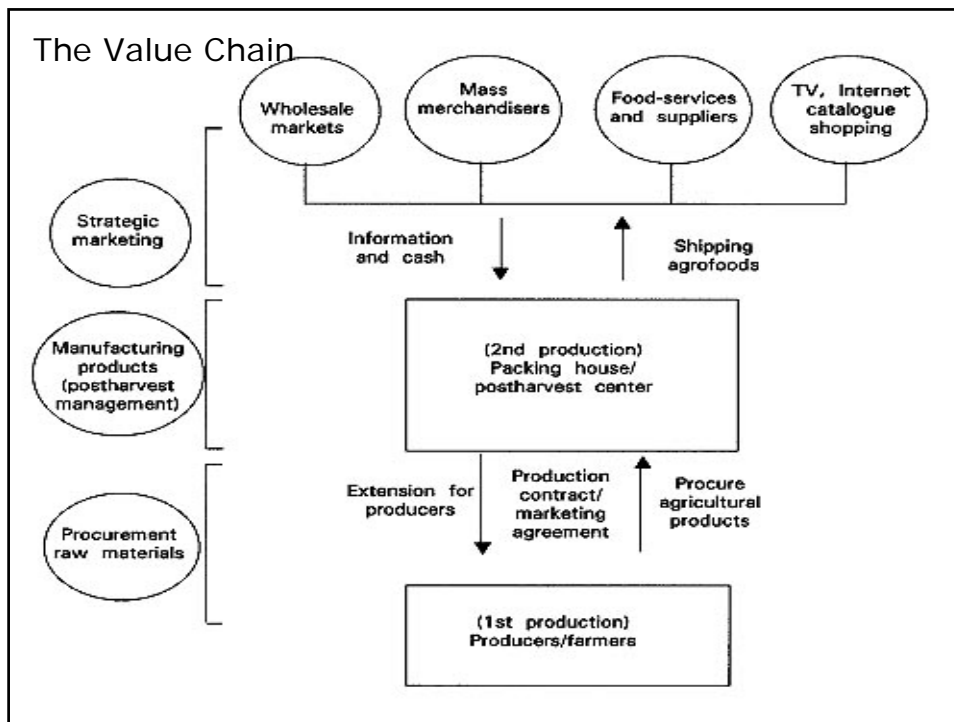 The Value Chain
Wholesale
markets
Mass
merchandisers
Food-services
and suppliers
TV, Internet
catalogue
shopping
Strategic
marketing
Information
and cash
Shipping
agrofoods
Manufacturing
products
(postharvest
management)
(2nd production)
Packing house/
postharvest center
Extension for
producers
Production
contract/
marketing
agreement
Procure
agricultural
products
Procurement
raw materials
(1st production)
Producers/farmers